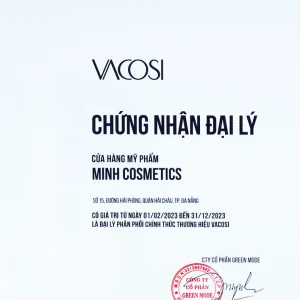 VACOSI
CHỨNG NHẬN ĐẠI LÝ
CỬA HÀNG MỸ PHẨM
MINH COSMETICS
SỐ 15, ĐƯỜNG HẢI PHÒNG, QUẬN HẢI CHÂU, TP. ĐÀ NẴNG
CÓ GIÁ TRỊ TỪ NGÀY 01/02/2023 ĐẾN 31/12/2023
LÀ ĐẠI LÝ PHÂN PHỐI CHÍNH THỨC THƯƠNG HIỆU VACOSI
CTY CỔ PHẦN GREEN MODE
CÔNG TY
CỔ PHẦN
GREEN MODE